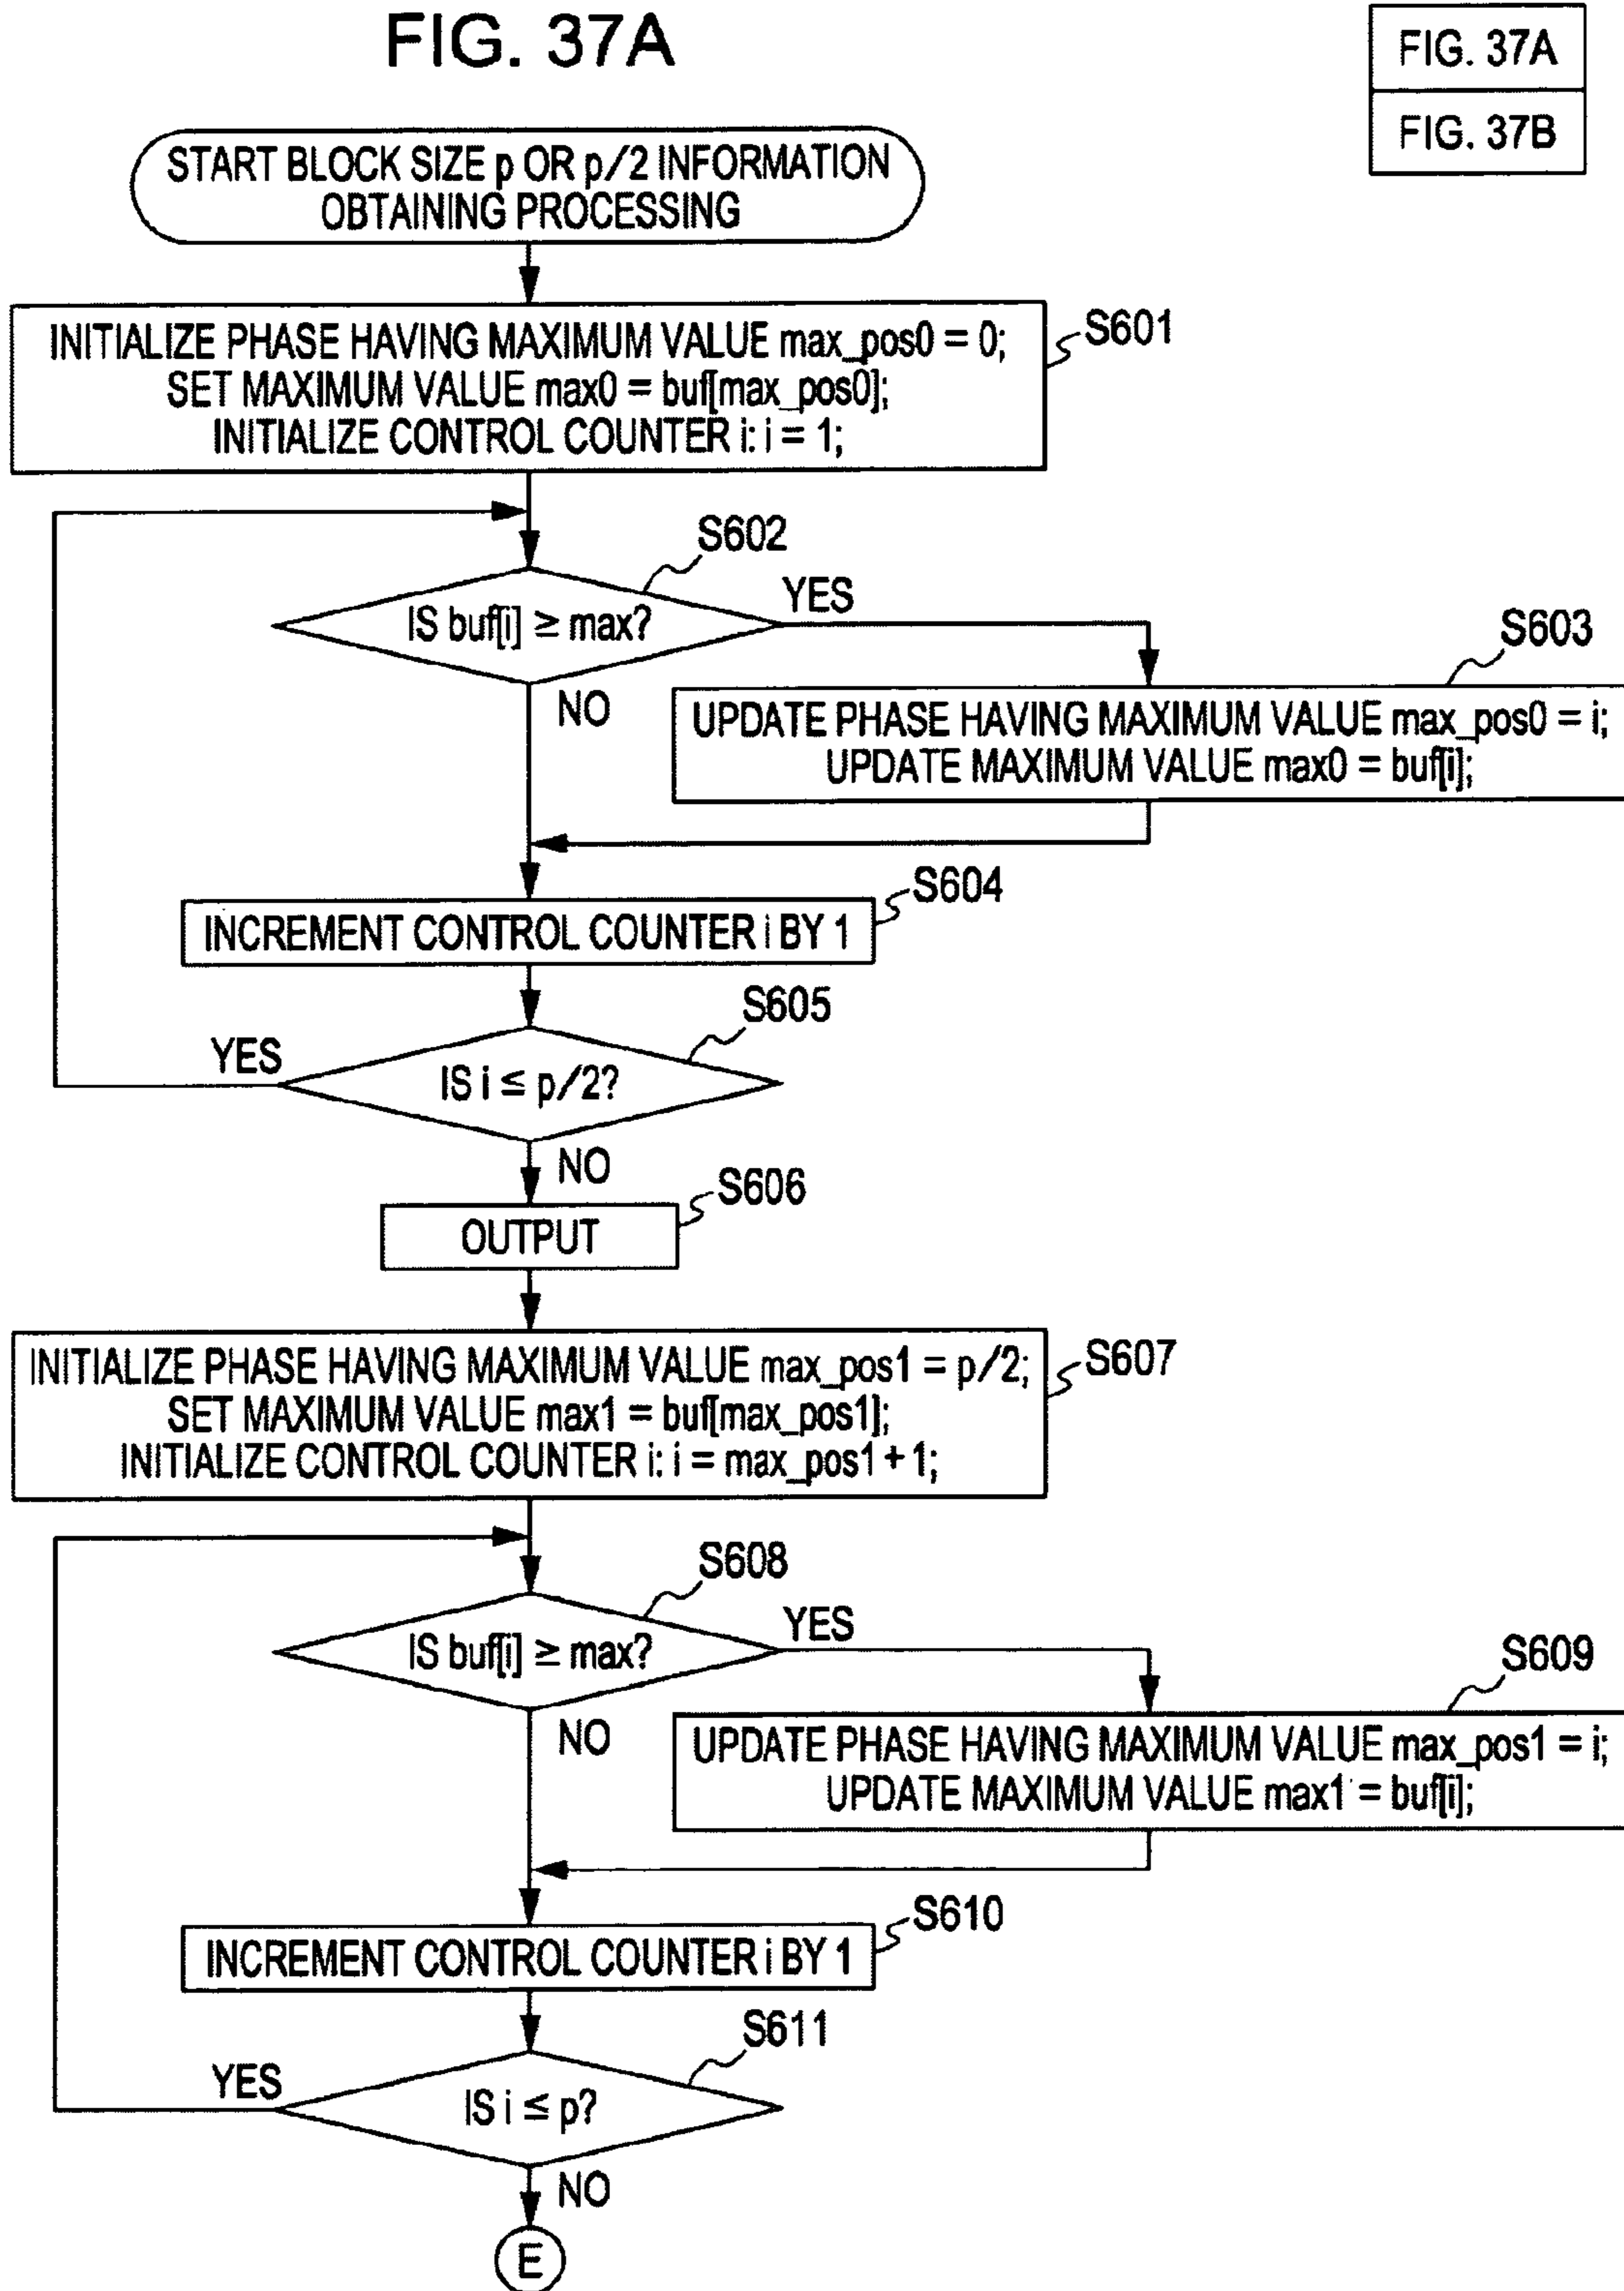 FIG. 37A
FIG. 37A
FIG. 37B
START BLOCK SIZE p OR p/2 INFORMATION
OBTAINING PROCESSING
INITIALIZE PHASE HAVING MAXIMUM VALUE max_pos0 = 0;
SET MAXIMUM VALUE max0 = buf[max_pos0];
INITIALIZE CONTROL COUNTER i: i = 1;
S601
S602
IS buf[i] ≥ max?
YES
NO
S603
UPDATE PHASE HAVING MAXIMUM VALUE max_pos0 = i;
UPDATE MAXIMUM VALUE max0 = buf[i];
S604
INCREMENT CONTROL COUNTER i BY 1
S605
YES
IS i ≤ p/2?
NO
S606
OUTPUT
INITIALIZE PHASE HAVING MAXIMUM VALUE max_pos1 = p/2;
SET MAXIMUM VALUE max1 = buf[max_pos1];
INITIALIZE CONTROL COUNTER i: i = max_pos1 + 1;
S607
S608
IS buf[i] ≥ max?
YES
NO
S609
UPDATE PHASE HAVING MAXIMUM VALUE max_pos1 = i;
UPDATE MAXIMUM VALUE max1 = buf[i];
S610
INCREMENT CONTROL COUNTER i BY 1
S611
YES
IS i ≤ p?
NO
E